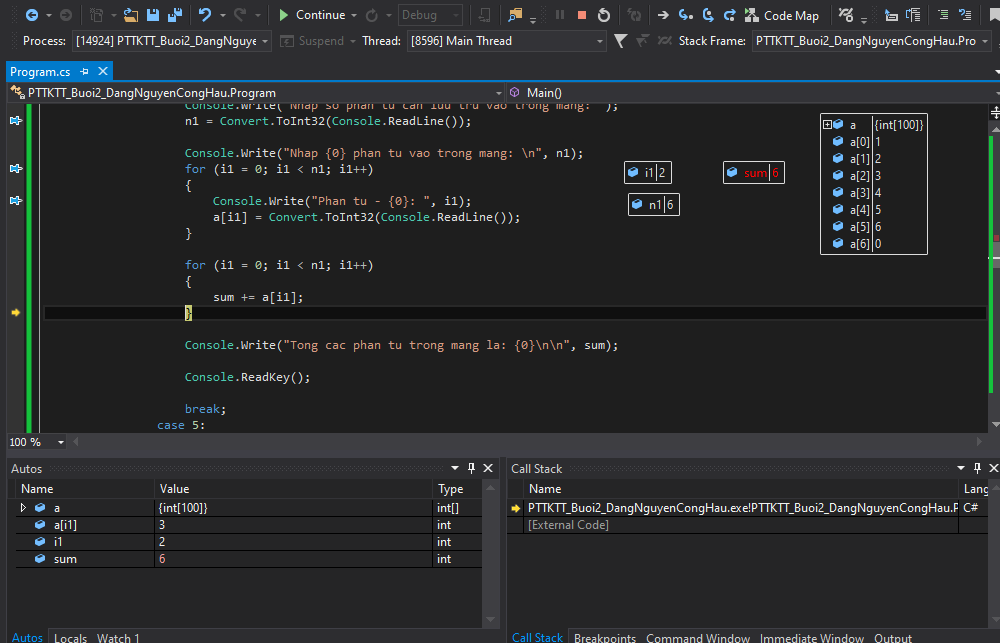 Continue
Debug
Code Map
Process: [14924] PTTKTT_Buoi2_DangNguye
Suspend
Thread: [8596] Main Thread
Stack Frame: PTTKTT_Buoi2_DangNguyenCongHau.Pro
Program.cs
PTTKTT_Buoi2_DangNguyenCongHau.Program
Main()
Console.Write("Nhap so phan tu can luu tru vao trong mang: ");
n1 = Convert.ToInt32(Console.ReadLine());
Console.Write("Nhap {0} phan tu vao trong mang: \n", n1);
for (i1 = 0; i1 < n1; i1++)
{
Console.Write("Phan tu - {0}: ", i1);
a[i1] = Convert.ToInt32(Console.ReadLine());
}
for (i1 = 0; i1 < n1; i1++)
{
sum += a[i1];
}
Console.Write("Tong cac phan tu trong mang la: {0}\n\n", sum);
Console.ReadKey();
break;
case 5:
i1 2
sum 6
n1 6
a {int[100]}
a[0] 1
a[1] 2
a[2] 3
a[3] 4
a[4] 5
a[5] 6
a[6] 0
100 %
Autos
Name Value Type
a {int[100]} int[]
a[i1] 3 int
i1 2 int
sum 6 int
Autos Locals Watch 1
Call Stack
Name Lang
PTTKTT_Buoi2_DangNguyenCongHau.exe!PTTKTT_Buoi2_DangNguyenCongHau.P C#
[External Code]
Call Stack Breakpoints Command Window Immediate Window Output